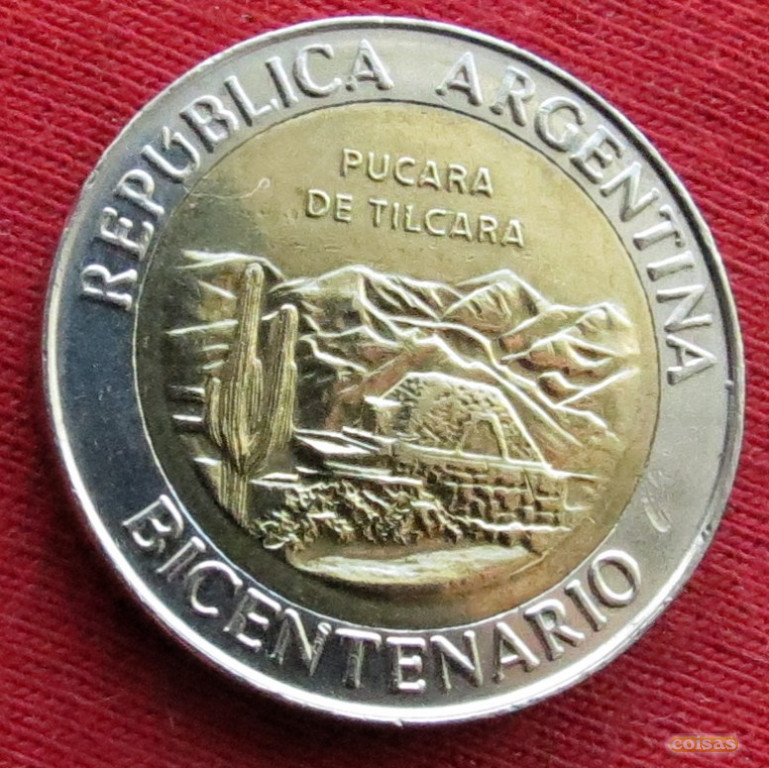 REPÚBLICA ARGENTINA
PUCARA
DE TILCARA
BICENTENARIO
coisas